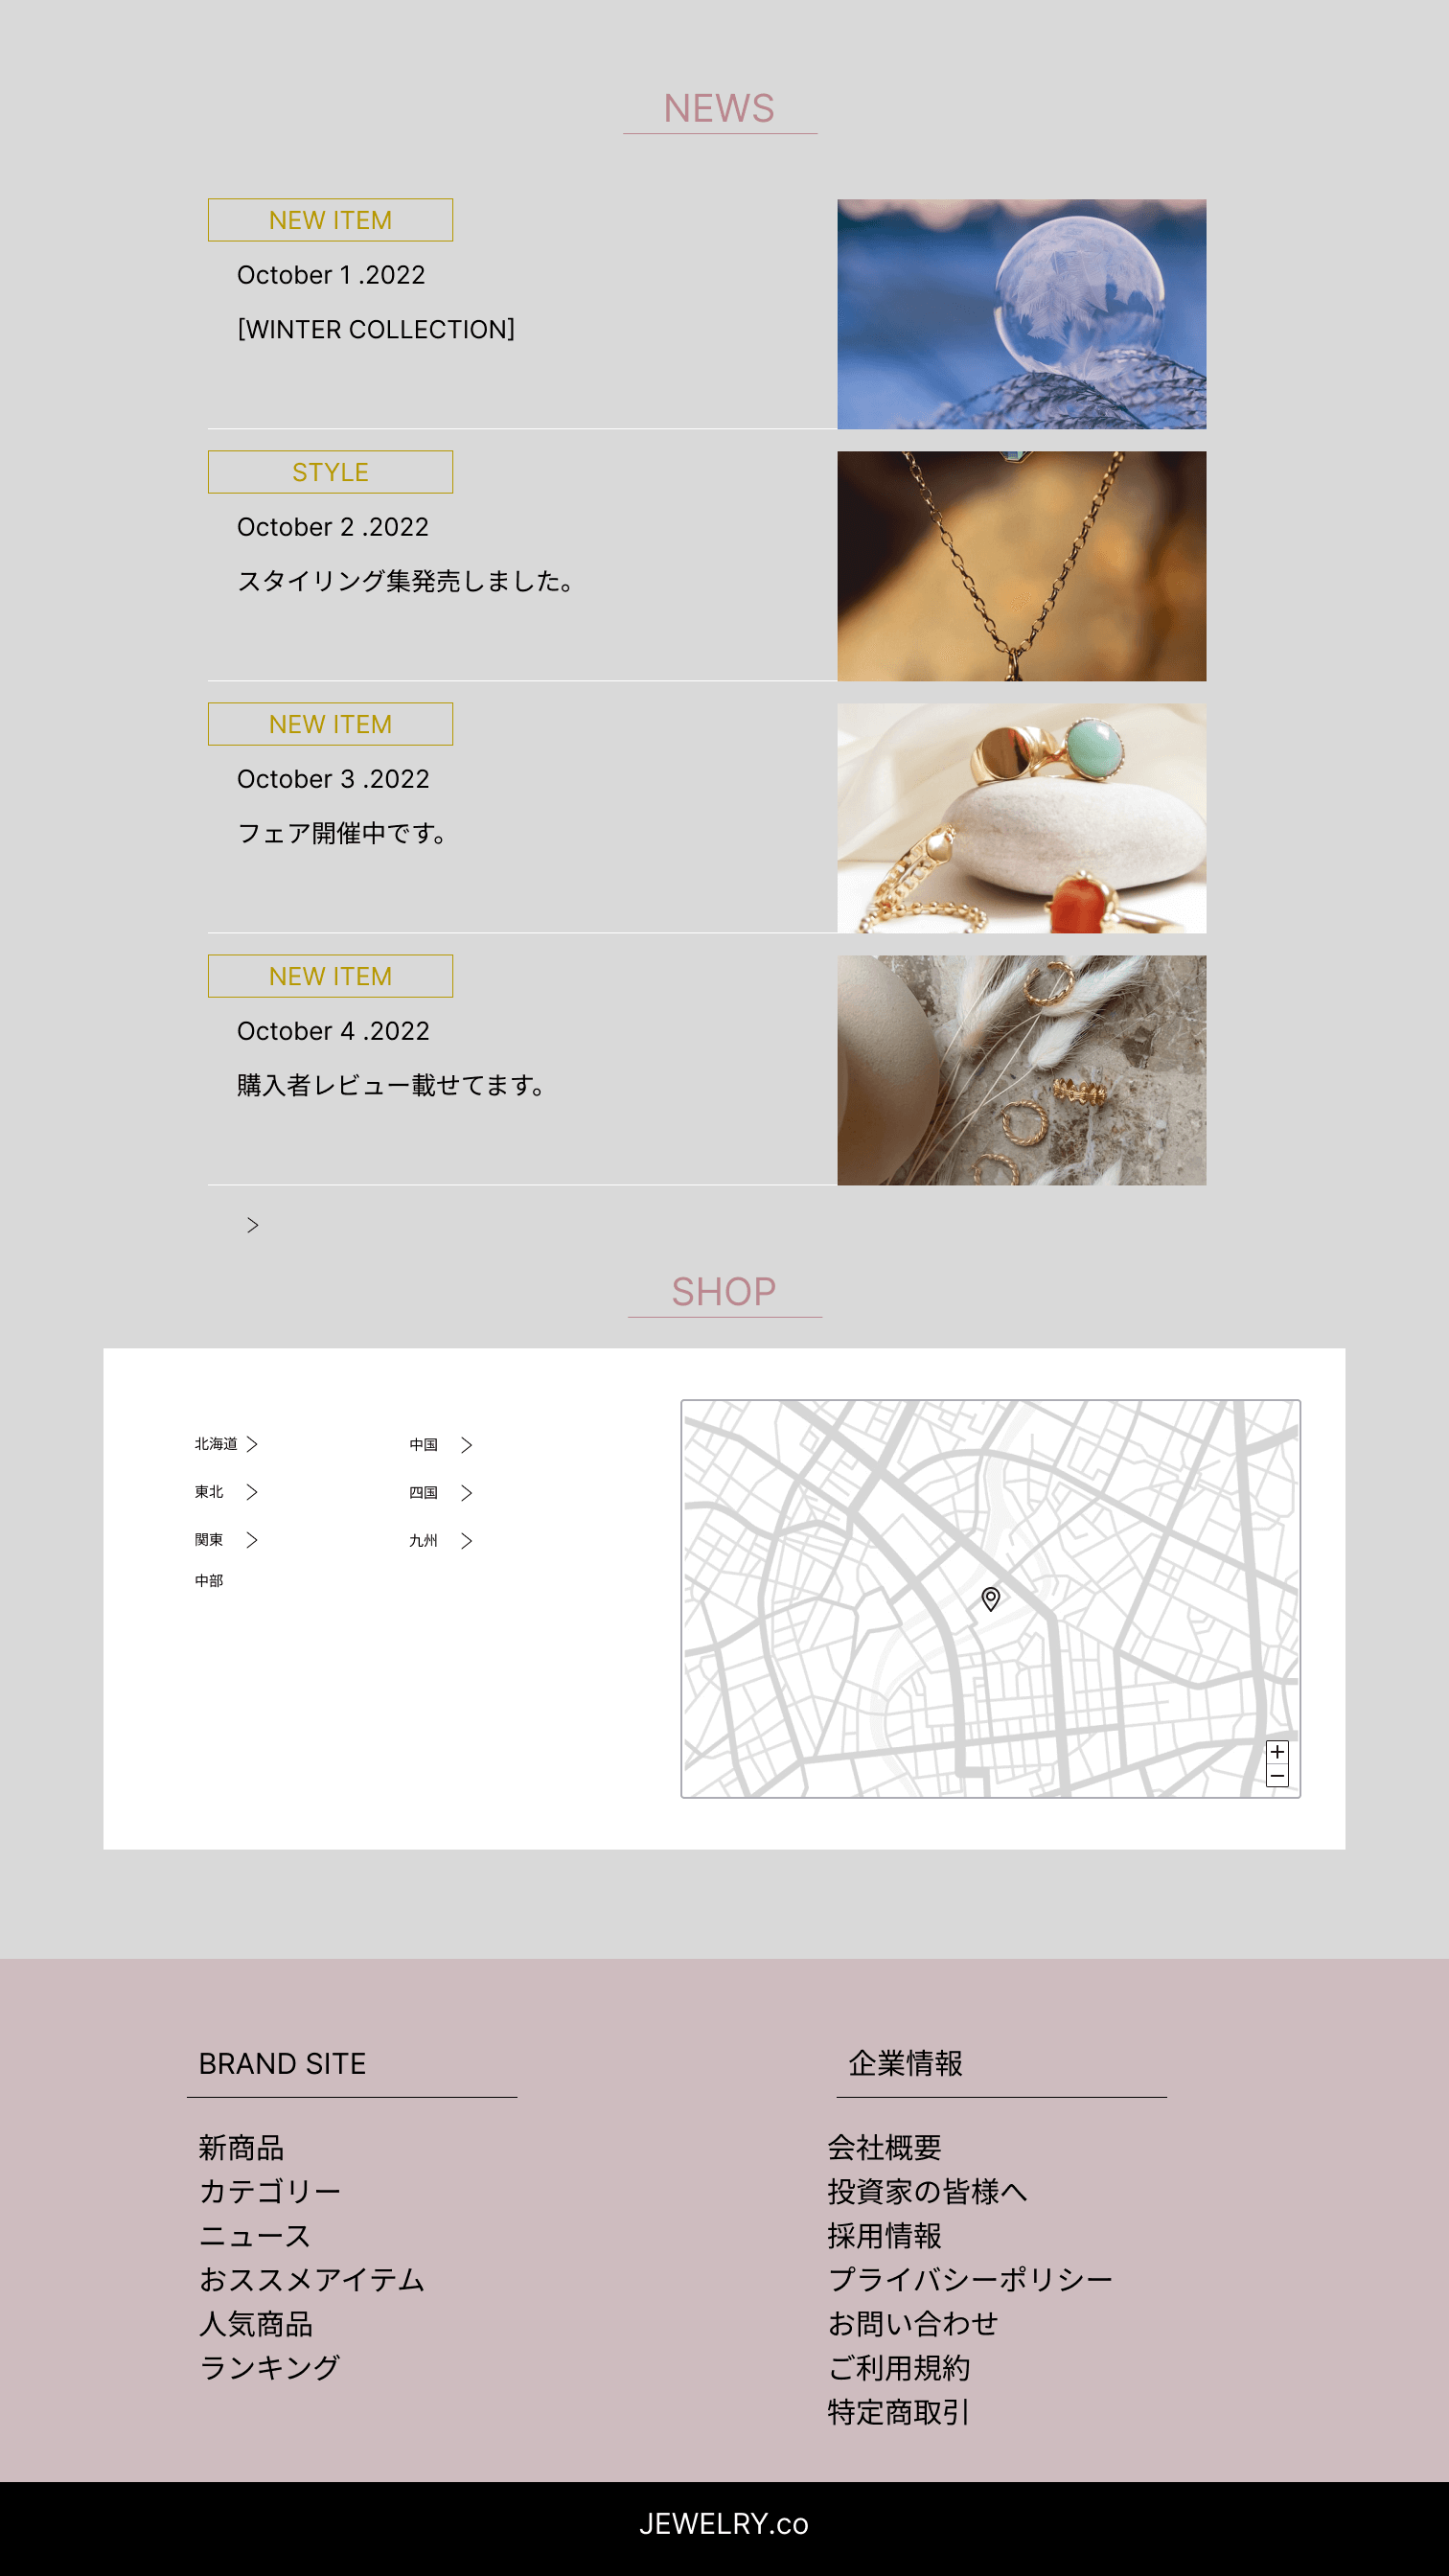 NEWS
NEW ITEM
October 1 .2022
[WINTER COLLECTION]
STYLE
October 2 .2022
スタイリング集発売しました。
NEW ITEM
October 3 .2022
フェア開催中です。
NEW ITEM
October 4 .2022
購入者レビュー載せてます。
SHOP
北海道
東北
関東
中部
中国
四国
九州
BRAND SITE
新商品
カテゴリー
ニュース
おススメアイテム
人気商品
ランキング
企業情報
会社概要
投資家の皆様へ
採用情報
プライバシーポリシー
お問い合わせ
ご利用規約
特定商取引
JEWELRY.co